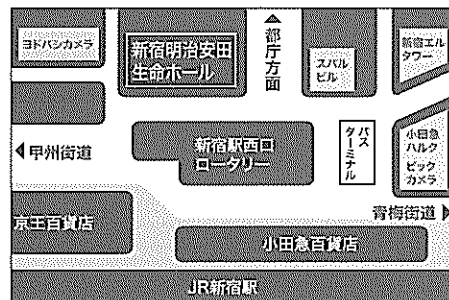 ヨドバシカメラ
新宿明治安田
生命ホール
都庁方面
スバル
ビル
新宿エル
タワー
甲州街道
新宿駅西口
ロータリー
バス
ターミナル
小田急
ハルク
ビック
カメラ
青梅街道
京王百貨店
小田急百貨店
JR新宿駅